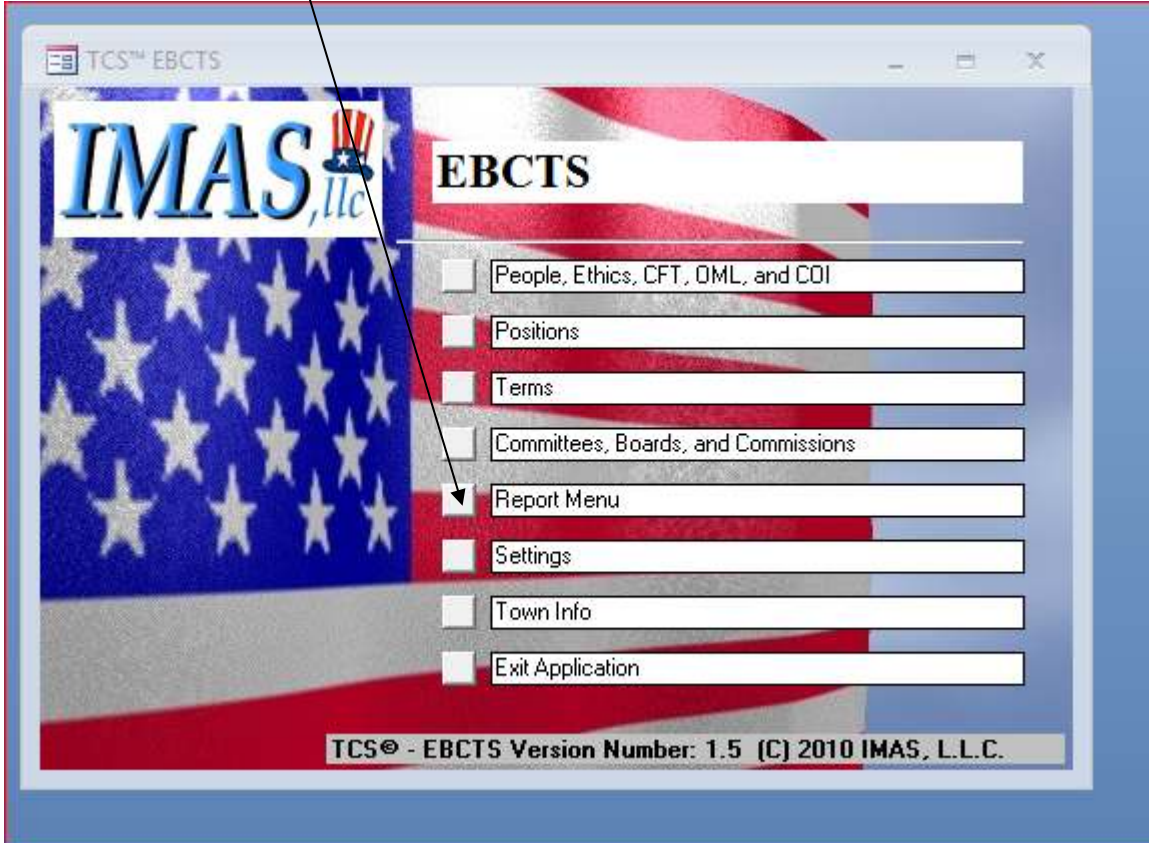 TCS™ EBCTS
IMAS,llc
EBCTS
People, Ethics, CFT, OML, and COI
Positions
Terms
Committees, Boards, and Commissions
Report Menu
Settings
Town Info
Exit Application
TCS© - EBCTS Version Number: 1.5 (C) 2010 IMAS, L.L.C.